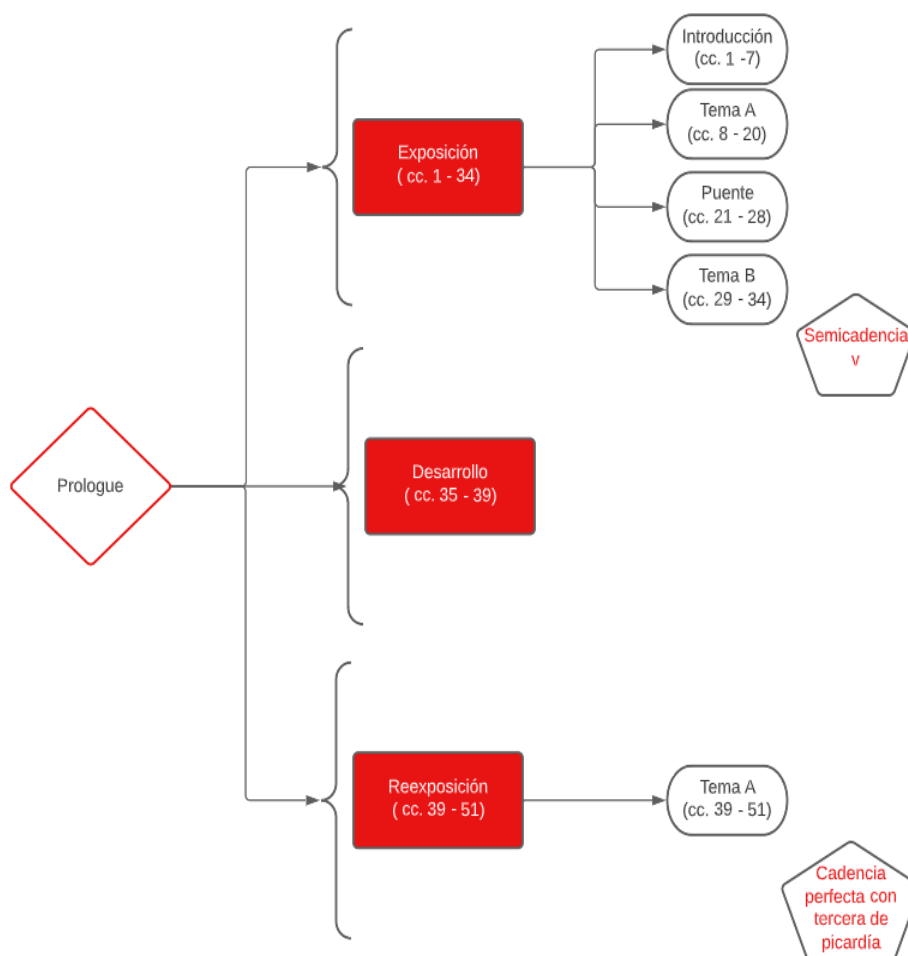 Introducción
(cc. 1 -7)
Tema A
(cc. 8 - 20)
Exposición
( cc. 1 - 34)
Puente
(cc. 21 - 28)
Tema B
(cc. 29 - 34)
Semicadencia
v
Prologue
Desarrollo
( cc. 35 - 39)
Reexposición
( cc. 39 - 51)
Tema A
(cc. 39 - 51)
Cadencia
perfecta con
tercera de
picardía